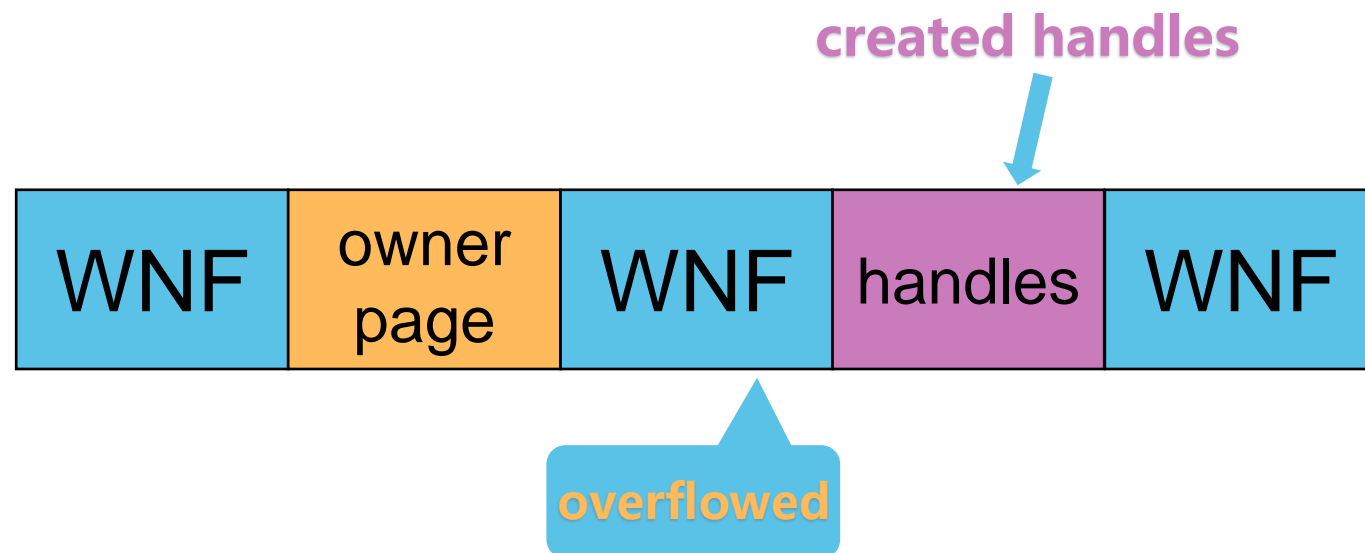 created handles
WNF
owner
page
WNF
handles
WNF
overflowed